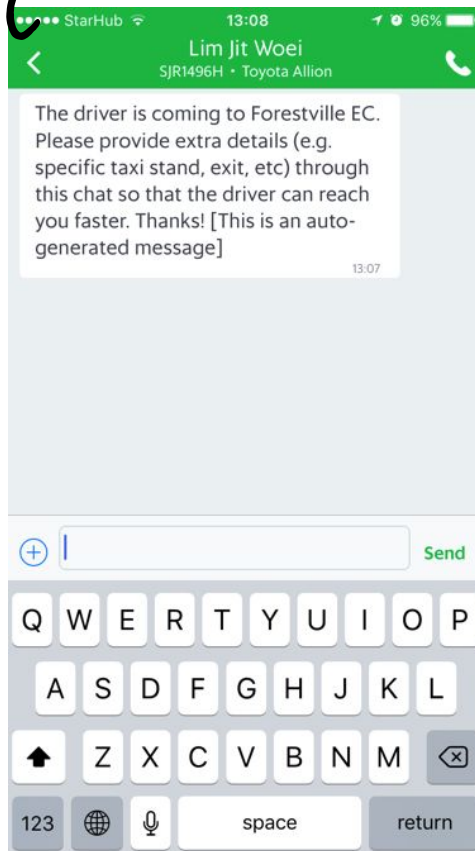 StarHub 13:08 96%
Lim Jit Woei
SJR1496H • Toyota Allion
The driver is coming to Forestville EC.
Please provide extra details (e.g.
specific taxi stand, exit, etc) through
this chat so that the driver can reach
you faster. Thanks! [This is an auto-
generated message]
13:07
Send
Q W E R T Y U I O P
A S D F G H J K L
Z X C V B N M
123 space return